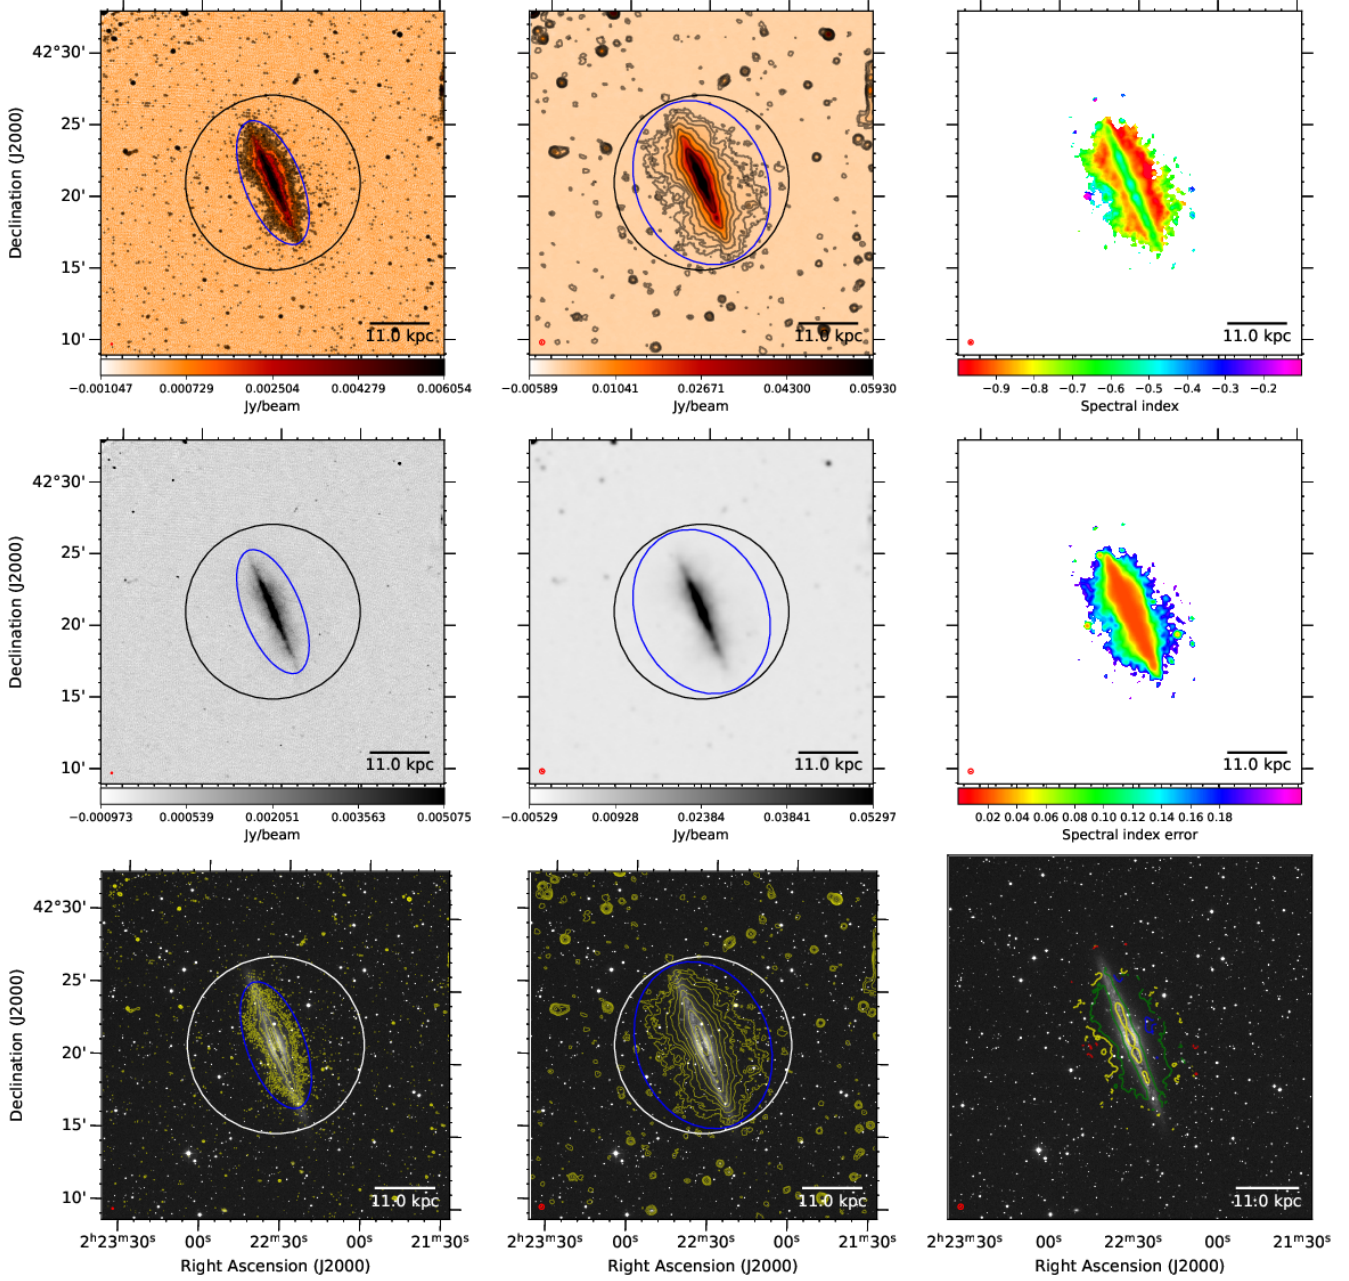 Declination (J2000)
42°30'
25'
20'
15'
10'
11.0 kpc
11.0 kpc
11.0 kpc
−0.001047 0.000729 0.002504 0.004279 0.006054
Jy/beam
−0.00589 0.01041 0.02671 0.04300 0.05930
Jy/beam
−0.9 −0.8 −0.7 −0.6 −0.5 −0.4 −0.3 −0.2
Spectral index
Declination (J2000)
42°30'
25'
20'
15'
10'
11.0 kpc
11.0 kpc
11.0 kpc
−0.000973 0.000539 0.002051 0.003563 0.005075
Jy/beam
−0.00529 0.00928 0.02384 0.03841 0.05297
Jy/beam
0.02 0.04 0.06 0.08 0.10 0.12 0.14 0.16 0.18
Spectral index error
Declination (J2000)
42°30'
25'
20'
15'
10'
11.0 kpc
11.0 kpc
11.0 kpc
2ʰ23ᵐ30ˢ 00ˢ 22ᵐ30ˢ 00ˢ 21ᵐ30ˢ
Right Ascension (J2000)
2ʰ23ᵐ30ˢ 00ˢ 22ᵐ30ˢ 00ˢ 21ᵐ30ˢ
Right Ascension (J2000)
2ʰ23ᵐ30ˢ 00ˢ 22ᵐ30ˢ 00ˢ 21ᵐ30ˢ
Right Ascension (J2000)